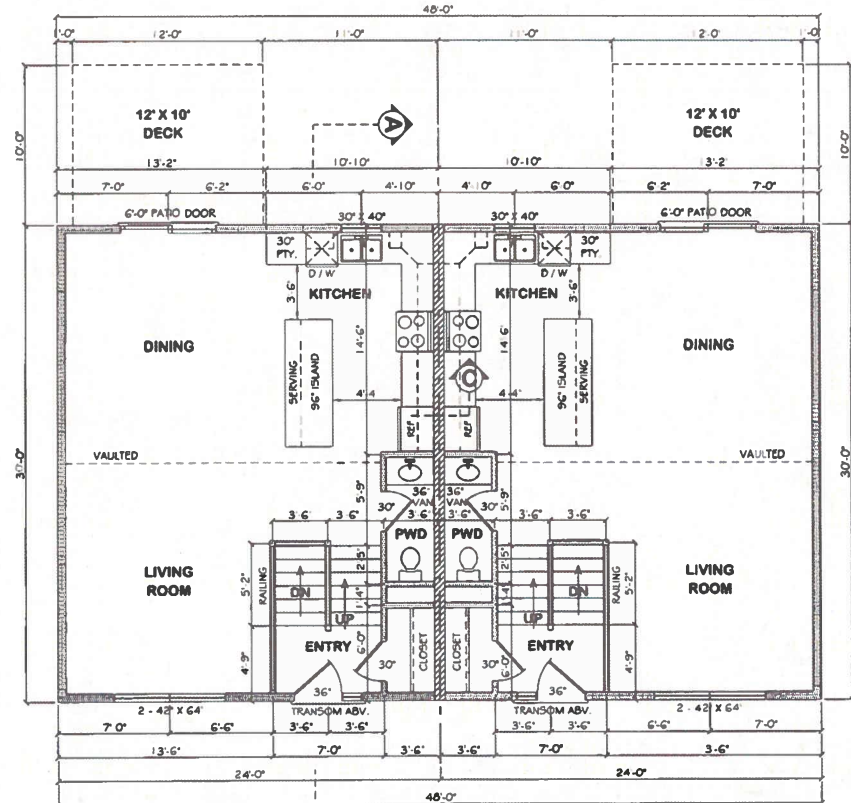 48'-0"
1'-0" 12'-0" 11'-0" 11'-0" 12'-0" 1'-0"
12' X 10' DECK
12' X 10' DECK
A
10'-0"
10'-0"
13'-2" 10'-10" 10'-10" 13'-2"
7'-0" 6'-2" 6'-0" 4'-10" 4'-10" 6'-0" 6'-2" 7'-0"
6'-0" PATIO DOOR 30" X 40" 30" X 40" 6'-0" PATIO DOOR
30" PTY.
D / W
D / W
30" PTY.
KITCHEN KITCHEN
3'-6" 3'-6"
14'-6" 14'-6"
DINING DINING
SERVING
96" ISLAND
96" ISLAND
SERVING
C
4'-4 4'-4"
REF REF
30'-0" 30'-0"
VAULTED VAULTED
5'-9" 5'-9"
36" VAN 36" VAN
30" 30"
3'-6" 3'-6" 3'-6" 3'-6" 3'-6" 3'-6"
PWD PWD
2'-5" 2'-5"
1'-4" 1'-4"
LIVING ROOM
LIVING ROOM
5'-2" RAILING DN UP
UP DN RAILING 5'-2"
ENTRY ENTRY
4'-9" 6'-0" 30" CLOSET
CLOSET 30" 6'-0" 4'-9"
36" 36"
2 - 42" X 64" TRANSOM ABV. TRANSOM ABV. 2 - 42" X 64"
7'-0" 6'-6" 3'-6" 3'-6" 3'-6" 3'-6" 6'-6" 7'-0"
13'-6" 7'-0" 3'-6" 3'-6" 7'-0" 3'-6"
24'-0" 24'-0"
48'-0"